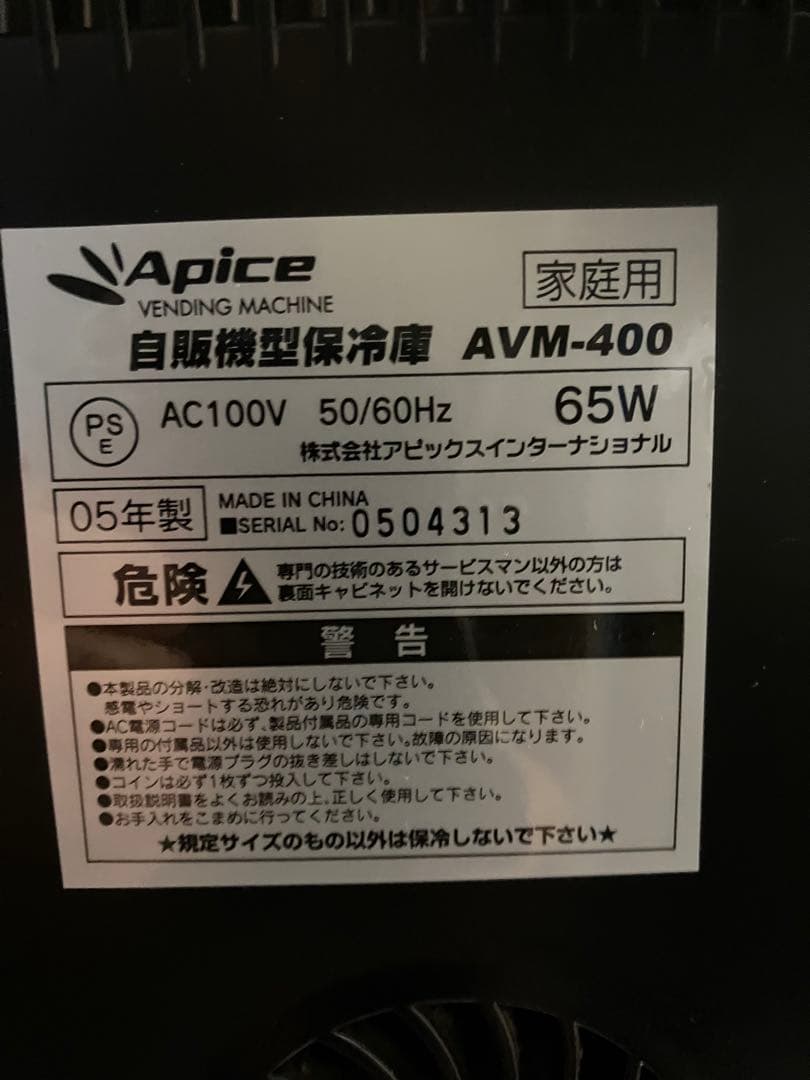 Apice
家庭用
VENDING MACHINE
自販機型保冷庫 AVM-400
PS
E
AC100V 50/60Hz 65W
株式会社アピックスインターナショナル
05年製
MADE IN CHINA
■SERIAL No: 0504313
危険
専門の技術のあるサービスマン以外の方は
裏面キャビネットを開けないでください。
警告
●本製品の分解・改造は絶対にしないで下さい。
感電やショートする恐れがあり危険です。
●AC電源コードは必ず、製品付属品の専用コードを使用して下さい。
●専用の付属品以外は使用しないで下さい。故障の原因になります。
●濡れた手で電源プラグの抜き差しはしないで下さい。
●コインは必ず1枚ずつ投入して下さい。
●取扱説明書をよくお読みの上、正しく使用して下さい。
●お手入れをこまめに行ってください。
★規定サイズのもの以外は保冷しないで下さい★